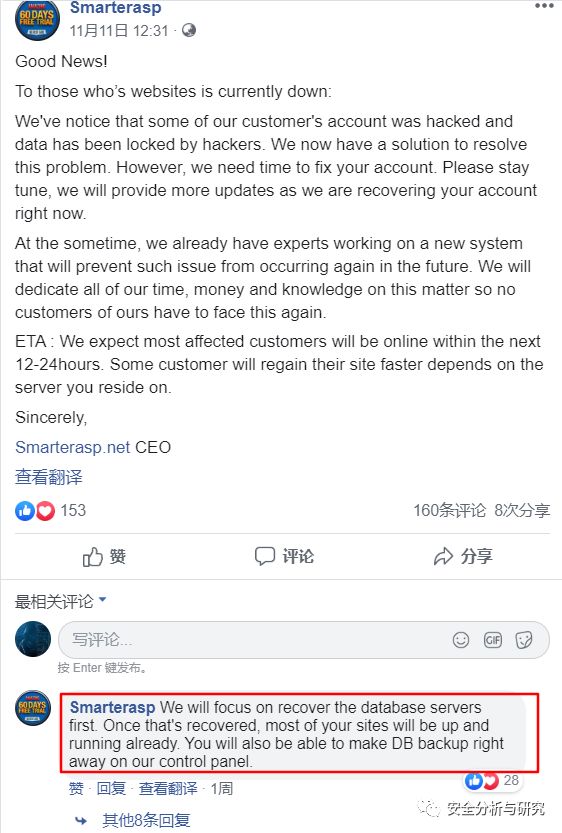 60 DAYS
FREE TRIAL
Smarterasp
11月11日 12:31 ·
Good News!
To those who's websites is currently down:
We've notice that some of our customer's account was hacked and
data has been locked by hackers. We now have a solution to resolve
this problem. However, we need time to fix your account. Please stay
tune, we will provide more updates as we are recovering your account
right now.
At the sometime, we already have experts working on a new system
that will prevent such issue from occurring again in the future. We will
dedicate all of our time, money and knowledge on this matter so no
customers of ours have to face this again.
ETA : We expect most affected customers will be online within the next
12-24hours. Some customer will regain their site faster depends on the
server you reside on.
Sincerely,
Smarterasp.net CEO
查看翻译
153
160条评论 8次分享
赞 评论 分享
最相关评论
写评论...
GIF
按 Enter 键发布。
60 DAYS
FREE TRIAL
Smarterasp We will focus on recover the database servers
first. Once that's recovered, most of your sites will be up and
running already. You will also be able to make DB backup right
away on our control panel.
28
赞 · 回复 · 查看翻译 · 1周
安全分析与研究
其他8条回复